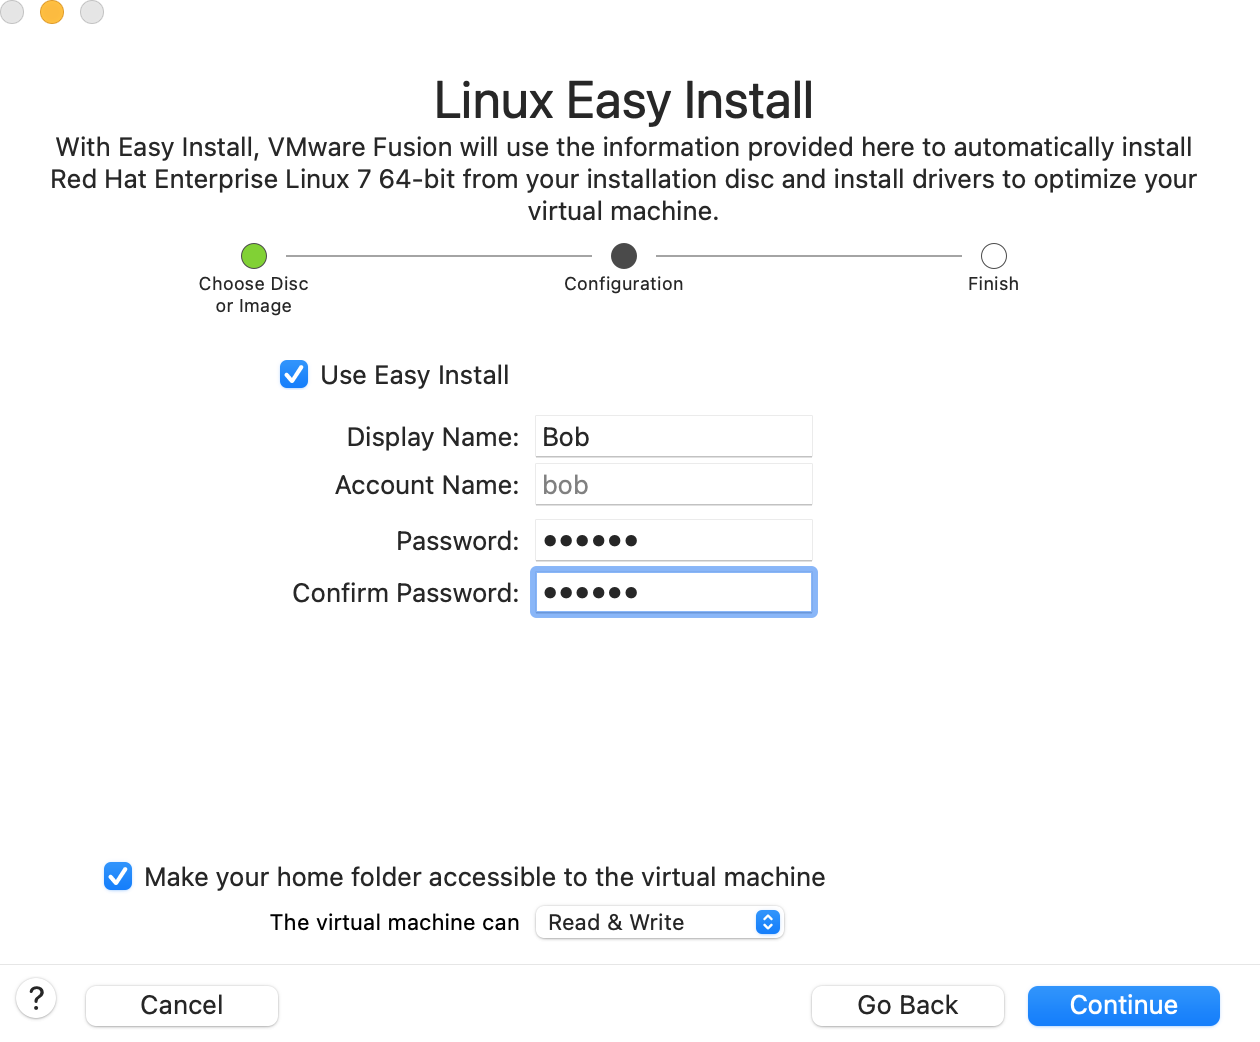 Linux Easy Install
With Easy Install, VMware Fusion will use the information provided here to automatically install
Red Hat Enterprise Linux 7 64-bit from your installation disc and install drivers to optimize your
virtual machine.
Choose Disc
or Image
Configuration
Finish
Use Easy Install
Display Name: Bob
Account Name: bob
Password: ••••••
Confirm Password: ••••••
Make your home folder accessible to the virtual machine
The virtual machine can Read & Write
? Cancel Go Back Continue